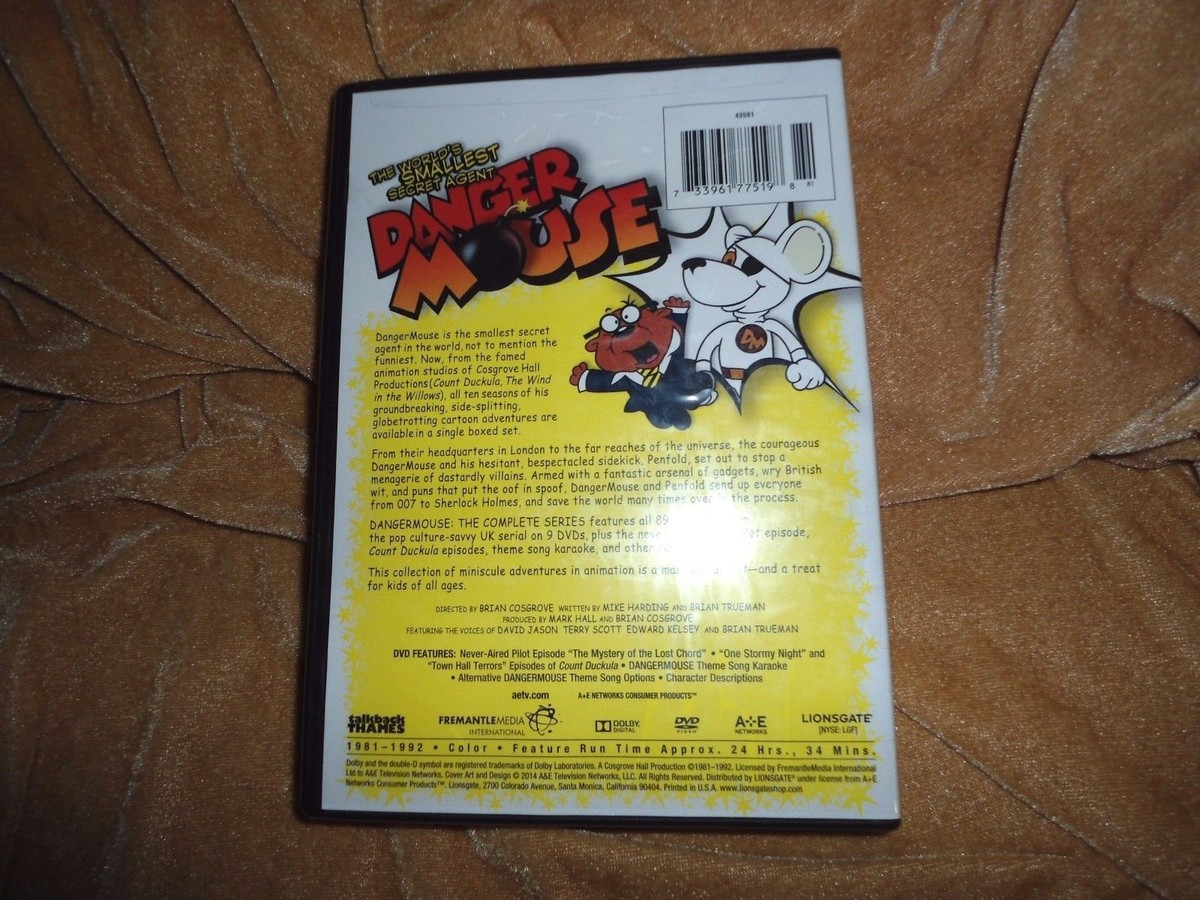 THE WORLD'S
SMALLEST
SECRET AGENT
DANGER
MOUSE
49591
7 33961 77519 8 81
DM
DangerMouse is the smallest secret
agent in the world, not to mention the
funniest. Now, from the famed
animation studios of Cosgrove Hall
Productions (Count Duckula, The Wind
in the Willows), all ten seasons of his
groundbreaking, side-splitting,
globetrotting cartoon adventures are
available in a single boxed set.
From their headquarters in London to the far reaches of the universe, the courageous
DangerMouse and his hesitant, bespectacled sidekick, Penfold, set out to stop a
menagerie of dastardly villains. Armed with a fantastic arsenal of gadgets, wry British
wit, and puns that put the oof in spoof, DangerMouse and Penfold send up everyone
from 007 to Sherlock Holmes, and save the world many times over in the process.
DANGERMOUSE: THE COMPLETE SERIES features all 89
the pop culture-savvy UK serial on 9 DVDs, plus the episode,
Count Duckula episodes, theme song karaoke, and other
This collection of miniscule adventures in animation is a —and a treat
for kids of all ages.
DIRECTED BY BRIAN COSGROVE WRITTEN BY MIKE HARDING AND BRIAN TRUEMAN
PRODUCED BY MARK HALL AND BRIAN COSGROVE
FEATURING THE VOICES OF DAVID JASON TERRY SCOTT EDWARD KELSEY AND BRIAN TRUEMAN
DVD FEATURES: Never-Aired Pilot Episode "The Mystery of the Lost Chord" • "One Stormy Night" and
"Town Hall Terrors" Episodes of Count Duckula • DANGERMOUSE Theme Song Karaoke
• Alternative DANGERMOUSE Theme Song Options • Character Descriptions
aetv.com A+E NETWORKS CONSUMER PRODUCTS™
talkback THAMES FREMANTLEMEDIA INTERNATIONAL DOLBY DIGITAL DVD VIDEO A+E NETWORKS LIONSGATE [NYSE: LGF]
1981–1992 • Color • Feature Run Time Approx. 24 Hrs., 34 Mins.
Dolby and the double-D symbol are registered trademarks of Dolby Laboratories. A Cosgrove Hall Production ©1981–1992. Licensed by FremantleMedia International
Ltd to A&E Television Networks. Cover Art and Design © 2014 A&E Television Networks, LLC. All Rights Reserved. Distributed by LIONSGATE® under license from A+E
Networks Consumer Products™. Lionsgate, 2700 Colorado Avenue, Santa Monica, California 90404. Printed in U.S.A. www.lionsgateshop.com